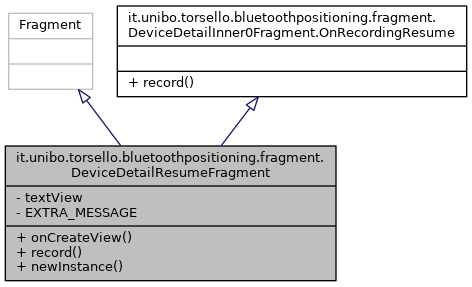 Fragment
it.unibo.torsello.bluetoothpositioning.fragment.
DeviceDetailInner0Fragment.OnRecordingResume
+ record()
it.unibo.torsello.bluetoothpositioning.fragment.
DeviceDetailResumeFragment
- textView
- EXTRA_MESSAGE
+ onCreateView()
+ record()
+ newInstance()